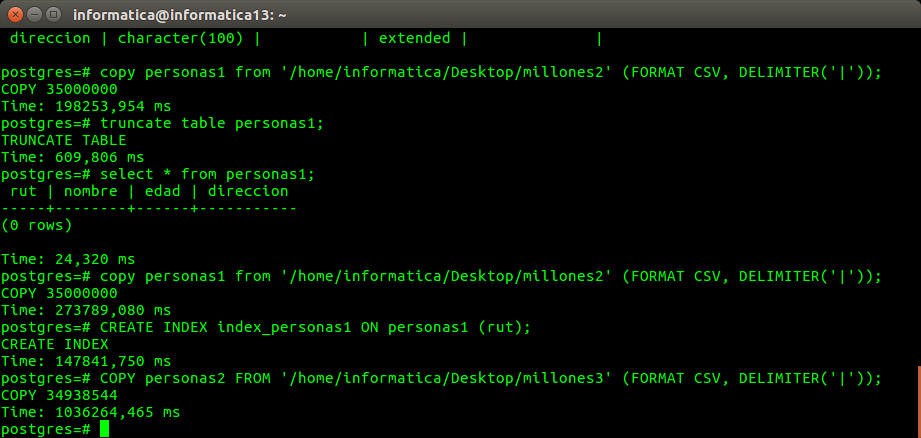 informatica@informatica13: ~
 direccion | character(100) |           | extended |              |
postgres=# copy personas1 from '/home/informatica/Desktop/millones2' (FORMAT CSV, DELIMITER('|'));
COPY 35000000
Time: 198253,954 ms
postgres=# truncate table personas1;
TRUNCATE TABLE
Time: 609,806 ms
postgres=# select * from personas1;
 rut | nombre | edad | direccion
-----+--------+------+-----------
(0 rows)
Time: 24,320 ms
postgres=# copy personas1 from '/home/informatica/Desktop/millones2' (FORMAT CSV, DELIMITER('|'));
COPY 35000000
Time: 273789,080 ms
postgres=# CREATE INDEX index_personas1 ON personas1 (rut);
CREATE INDEX
Time: 147841,750 ms
postgres=# COPY personas2 FROM '/home/informatica/Desktop/millones3' (FORMAT CSV, DELIMITER('|'));
COPY 34938544
Time: 1036264,465 ms
postgres=#